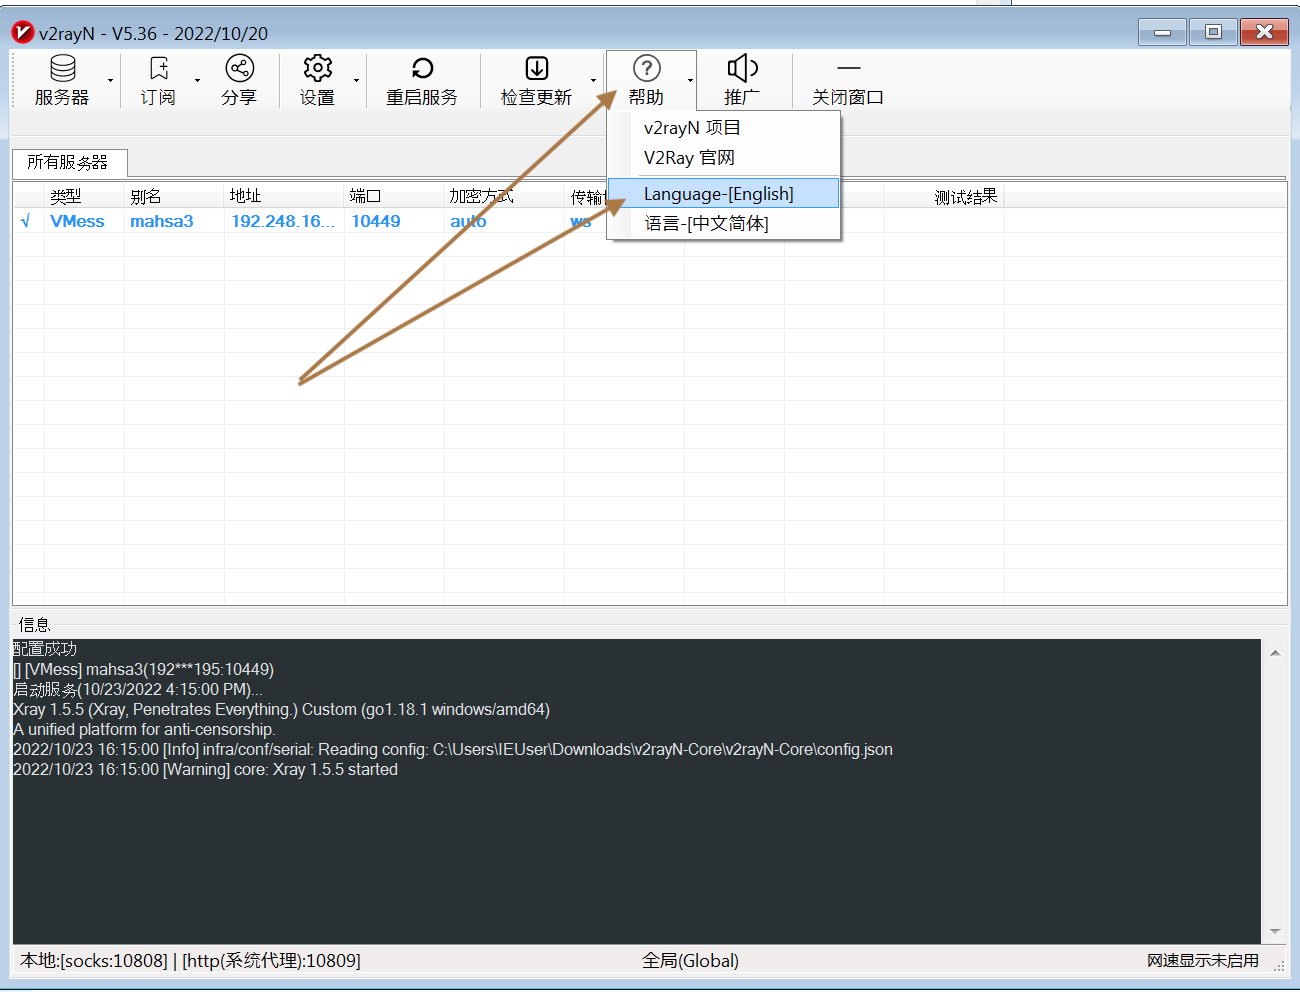 v2rayN - V5.36 - 2022/10/20
服务器 订阅 分享 设置 重启服务 检查更新 帮助 推广 关闭窗口
v2rayN 项目
V2Ray 官网
Language-[English]
语言-[中文简体]
所有服务器
类型 别名 地址 端口 加密方式 传输 测试结果
√ VMess mahsa3 192.248.16... 10449 auto ws
信息
配置成功
[] [VMess] mahsa3(192***195:10449)
启动服务(10/23/2022 4:15:00 PM)...
Xray 1.5.5 (Xray, Penetrates Everything.) Custom (go1.18.1 windows/amd64)
A unified platform for anti-censorship.
2022/10/23 16:15:00 [Info] infra/conf/serial: Reading config: C:\Users\IEUser\Downloads\v2rayN-Core\v2rayN-Core\config.json
2022/10/23 16:15:00 [Warning] core: Xray 1.5.5 started
本地:[socks:10808] | [http(系统代理):10809] 全局(Global) 网速显示未启用